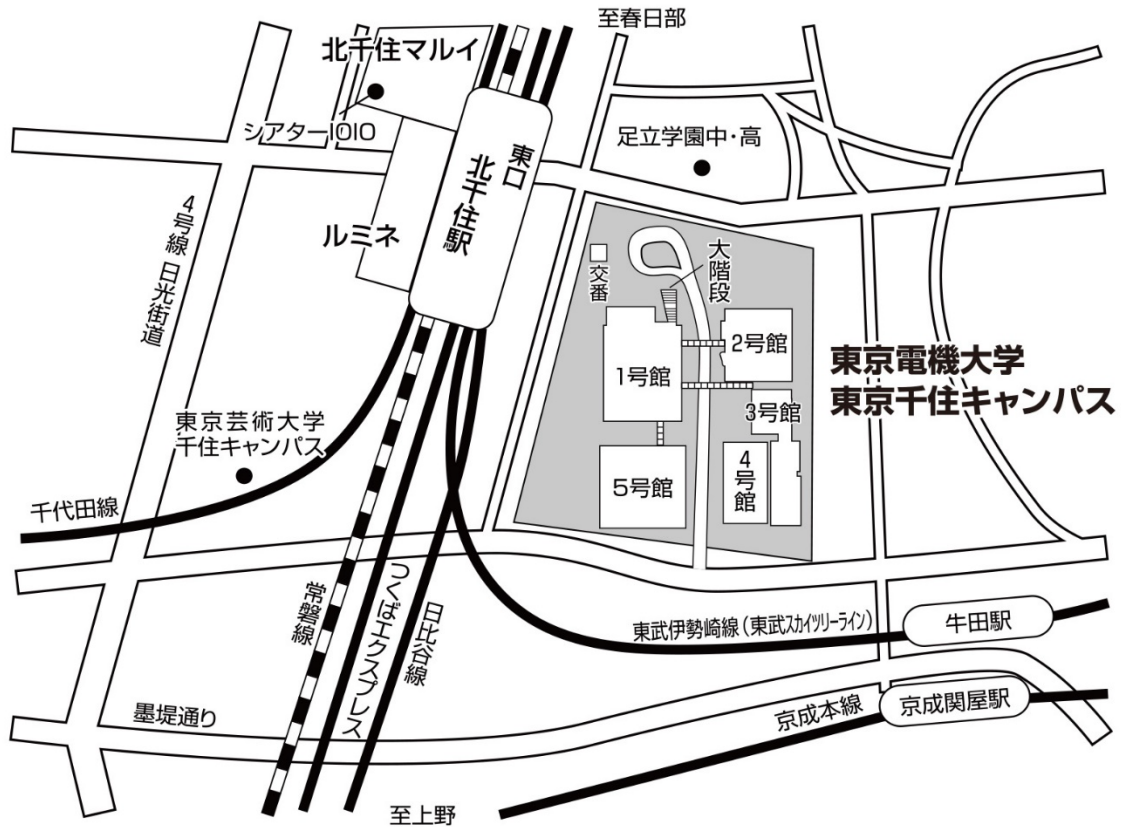 至春日部
北千住マルイ
シアター1010
足立学園中・高
東口
北千住駅
ルミネ
4号線 日光街道
交番
大階段
2号館
1号館
3号館
東京電機大学
東京千住キャンパス
4号館
5号館
東京芸術大学
千住キャンパス
千代田線
常磐線
つくばエクスプレス
日比谷線
東武伊勢崎線(東武スカイツリーライン)
牛田駅
墨堤通り
京成本線
京成関屋駅
至上野